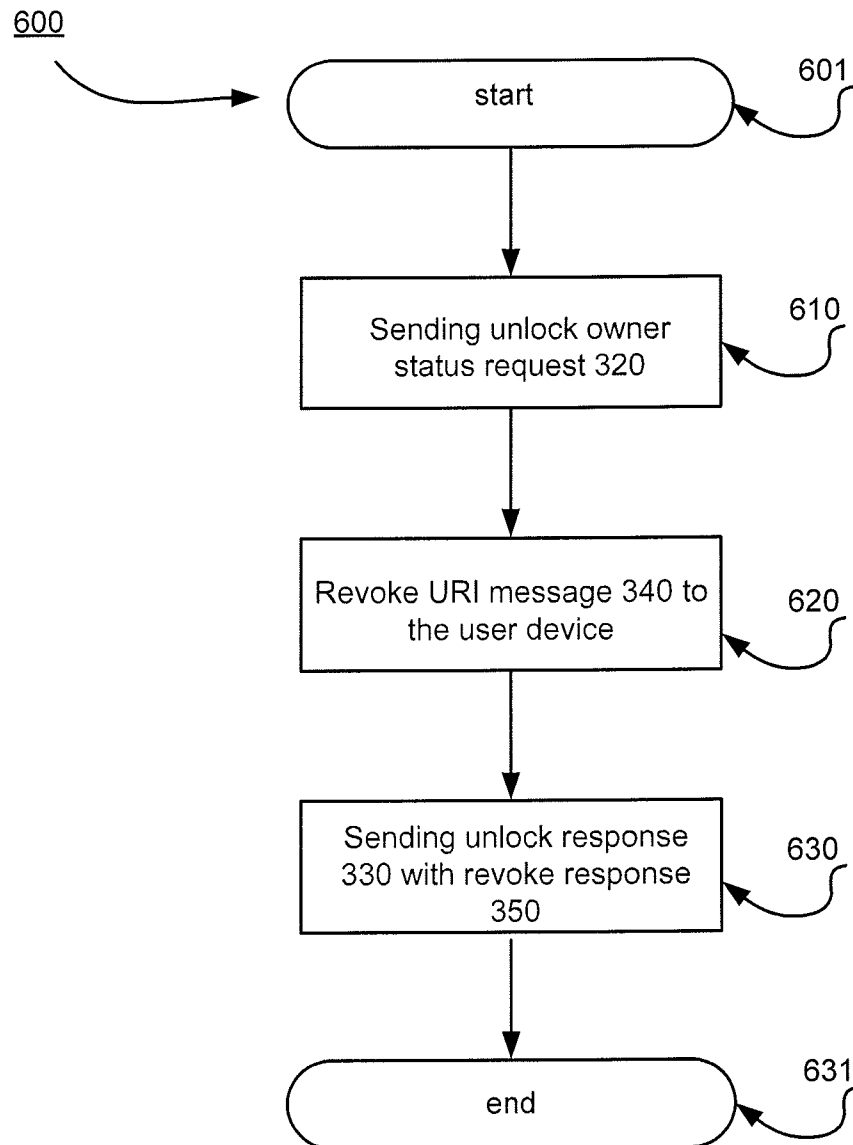 600
start
601
Sending unlock owner
status request 320
610
Revoke URI message 340 to
the user device
620
Sending unlock response
330 with revoke response
350
630
end
631